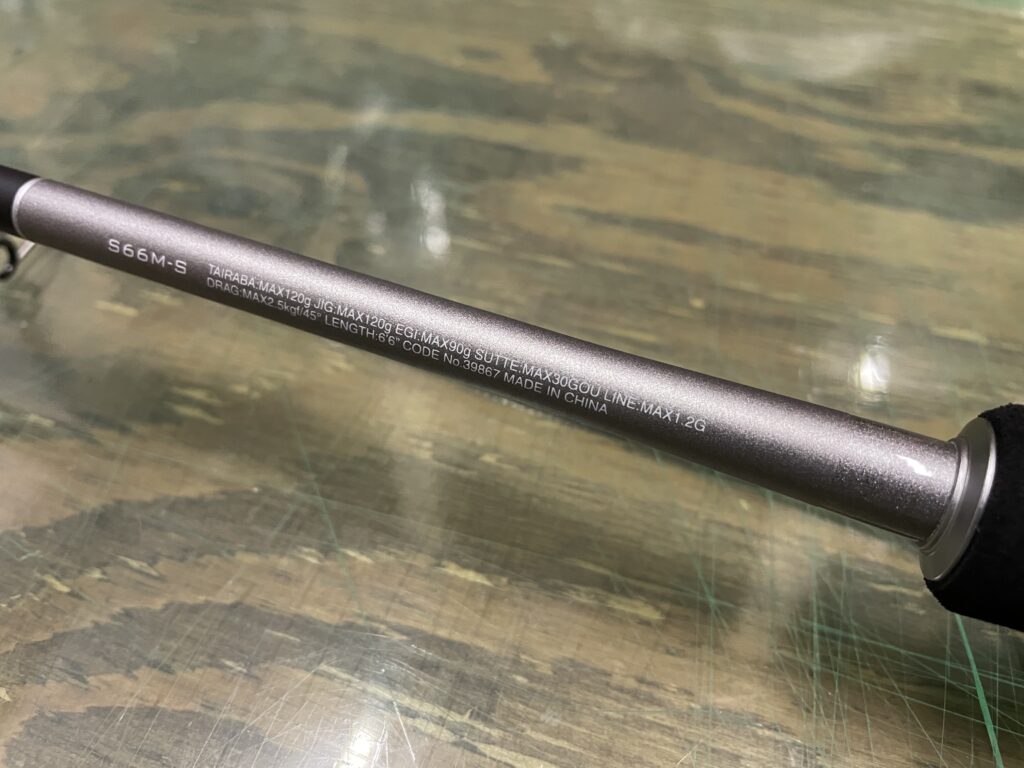 S66M-S
TAIRABA:MAX120g JIG:MAX120g EGI:MAX90g SUTTE:MAX30GOU LINE:MAX1.2G
DRAG:MAX2.5kgf/45° LENGTH:6'6" CODE No.39867 MADE IN CHINA